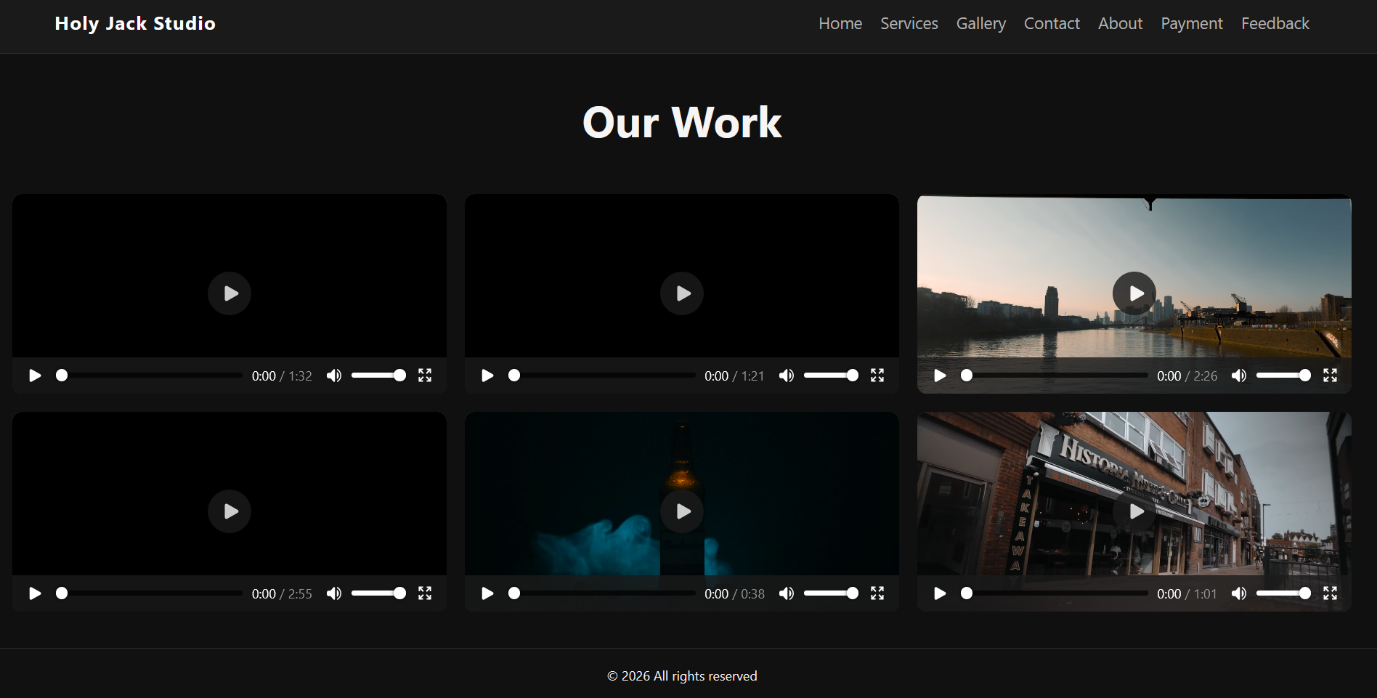 Holy Jack Studio
Home Services Gallery Contact About Payment Feedback
Our Work
0:00 / 1:32
0:00 / 1:21
0:00 / 2:26
0:00 / 2:55
0:00 / 0:38
HISTORIA
TAKEAWA
0:00 / 1:01
© 2026 All rights reserved